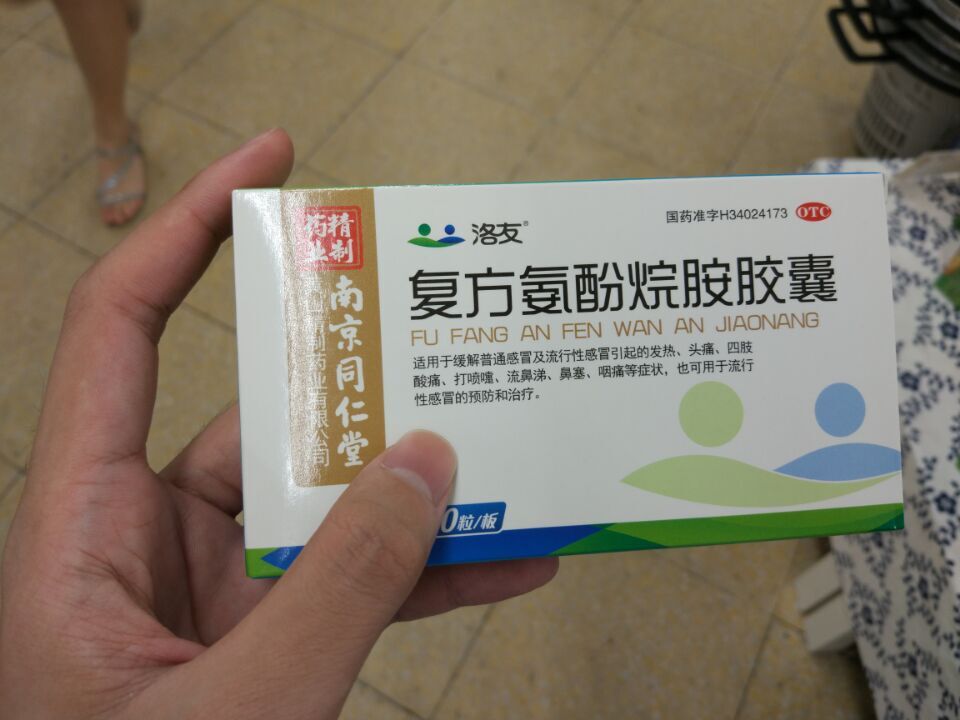 精制
药业
南京同仁堂
洛友®
国药准字H34024173 OTC
复方氨酚烷胺胶囊
FU FANG AN FEN WAN AN JIAONANG
适用于缓解普通感冒及流行性感冒引起的发热、头痛、四肢
酸痛、打喷嚏、流鼻涕、鼻塞、咽痛等症状，也可用于流行
性感冒的预防和治疗。
0粒/板